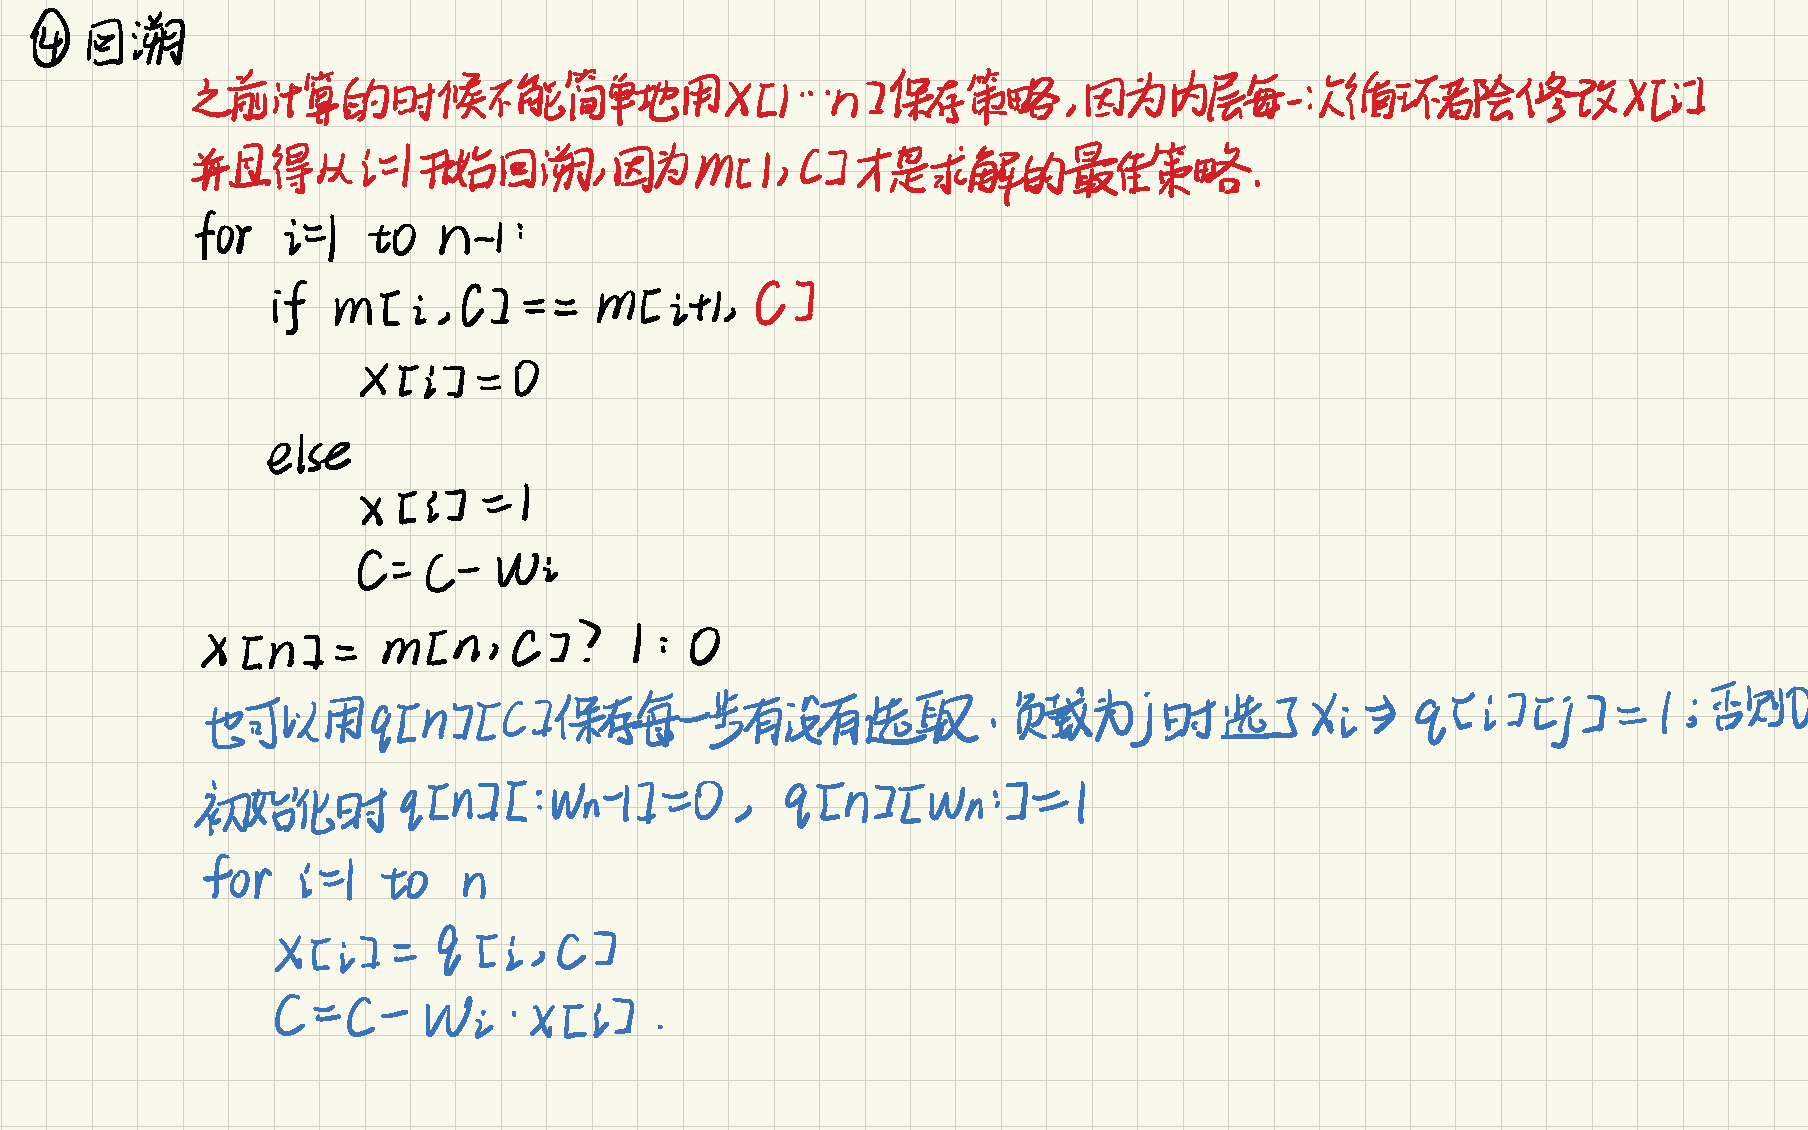 ④回溯
之前计算的时候不能简单地用X[1…n]保存策略,因为内层每一次循环都会修改X[i]
并且得从i=1开始回溯,因为m[1,C]才是求解的最佳策略.
for i=1 to n-1:
if m[i,C]==m[i+1,C]
X[i]=0
else
x[i]=1
C=C-Wi
X[n]=m[n,C]? 1:0
也可以用q[n][C]保存每一步有没有选取.负载为j时选了Xi⇒q[i][j]=1;否则0
初始化时q[n][:Wn-1]=0, q[n][Wn:]=1
for i=1 to n
X[i]=q[i,C]
C=C-Wi·X[i].